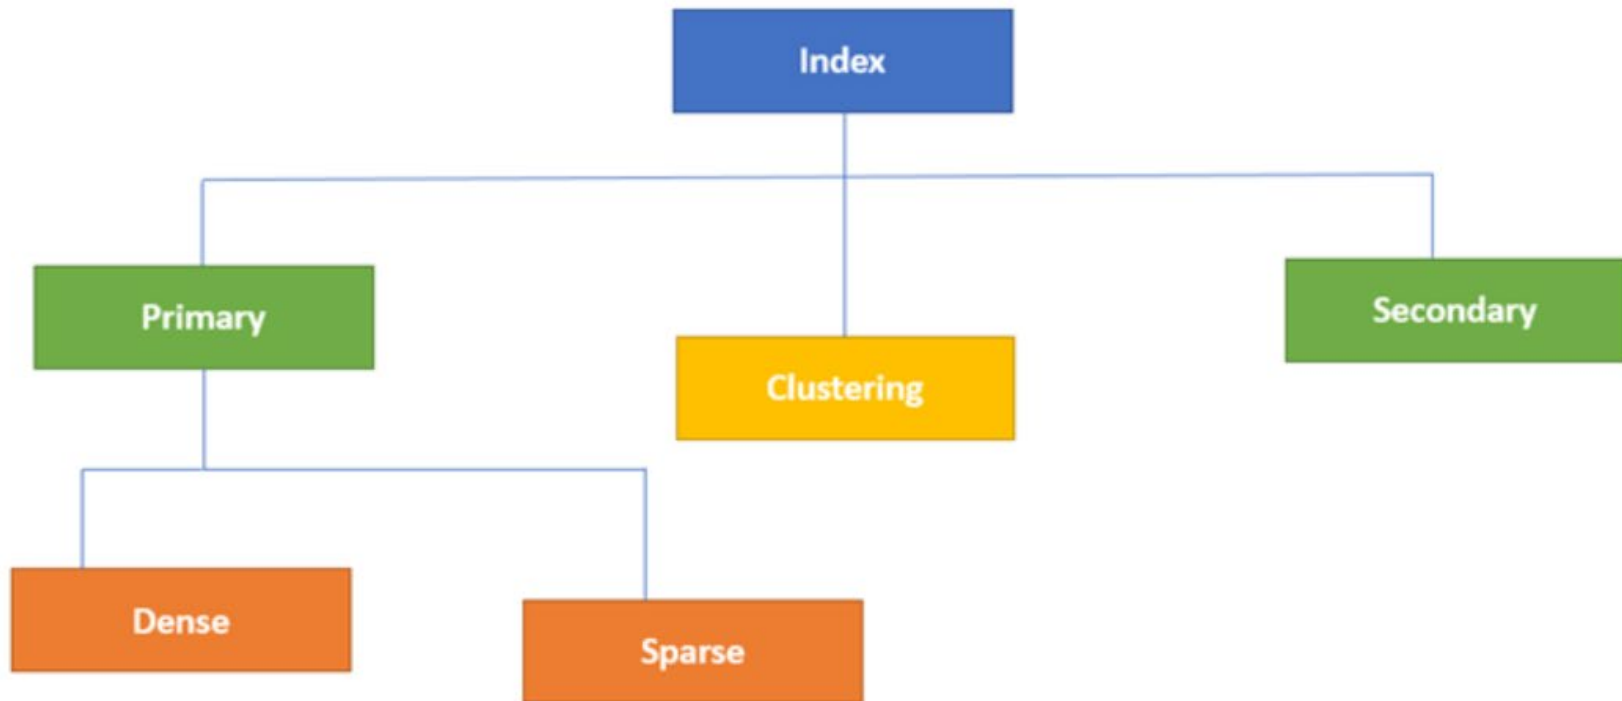 Index
Primary
Secondary
Clustering
Dense
Sparse